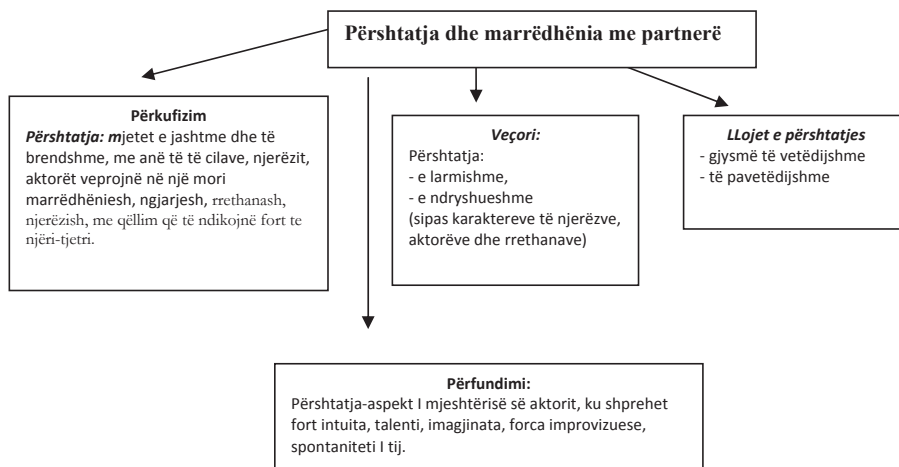 Përshtatja dhe marrëdhënia me partnerë
Përkufizim
Përshtatja: mjetet e jashtme dhe të
brendshme, me anë të të cilave, njerëzit,
aktorët veprojnë në një mori
marrëdhëniesh, ngjarjesh, rrethanash,
njerëzish, me qëllim që të ndikojnë fort te
njëri-tjetri.
Veçori:
Përshtatja:
- e larmishme,
- e ndryshueshme
(sipas karaktereve të njerëzve,
aktorëve dhe rrethanave)
LLojet e përshtatjes
- gjysmë të vetëdijshme
- të pavetëdijshme
Përfundimi:
Përshtatja-aspekt I mjeshtërisë së aktorit, ku shprehet
fort intuita, talenti, imagjinata, forca improvizuese,
spontaniteti I tij.